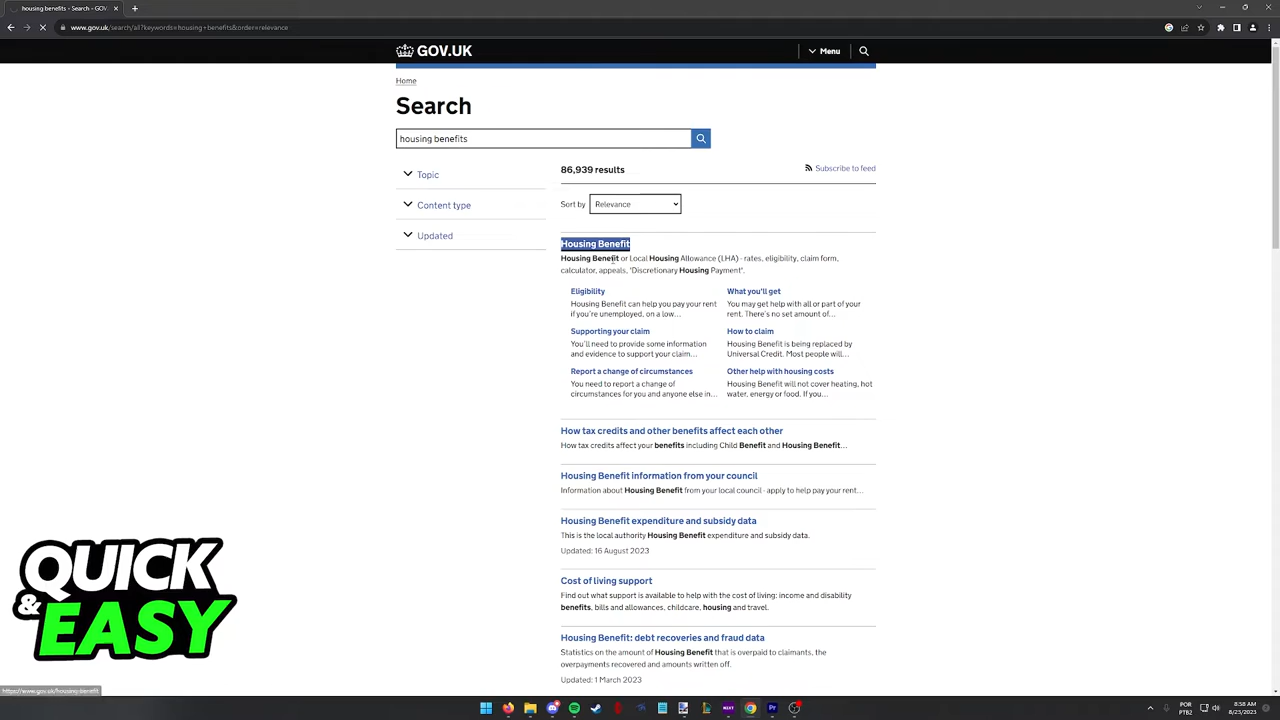 housing benefits - Search - GOV.UK
www.gov.uk/search/all?keywords=housing+benefits&order=relevance
GOV.UK
Menu
Home
Search
housing benefits
Topic
Content type
Updated
86,939 results
Subscribe to feed
Sort by
Relevance
Housing Benefit
Housing Benefit or Local Housing Allowance (LHA) - rates, eligibility, claim form,
calculator, appeals, 'Discretionary Housing Payment'.
Eligibility
Housing Benefit can help you pay your rent
if you're unemployed, on a low...
What you'll get
You may get help with all or part of your
rent. There's no set amount of...
Supporting your claim
You'll need to provide some information
and evidence to support your claim...
How to claim
Housing Benefit is being replaced by
Universal Credit. Most people will...
Report a change of circumstances
You need to report a change of
circumstances for you and anyone else in...
Other help with housing costs
Housing Benefit will not cover heating, hot
water, energy or food. If you...
How tax credits and other benefits affect each other
How tax credits affect your benefits including Child Benefit and Housing Benefit...
Housing Benefit information from your council
Information about Housing Benefit from your local council - apply to help pay your rent...
Housing Benefit expenditure and subsidy data
This is the local authority Housing Benefit expenditure and subsidy data.
Updated: 16 August 2023
Cost of living support
Find out what support is available to help with the cost of living: income and disability
benefits, bills and allowances, childcare, housing and travel.
Housing Benefit: debt recoveries and fraud data
Statistics on the amount of Housing Benefit that is overpaid to claimants, the
overpayments recovered and amounts written off.
Updated: 1 March 2023
QUICK
& EASY
https://www.gov.uk/housing-benefit
POR
PTB2
8:58 AM
8/23/2023